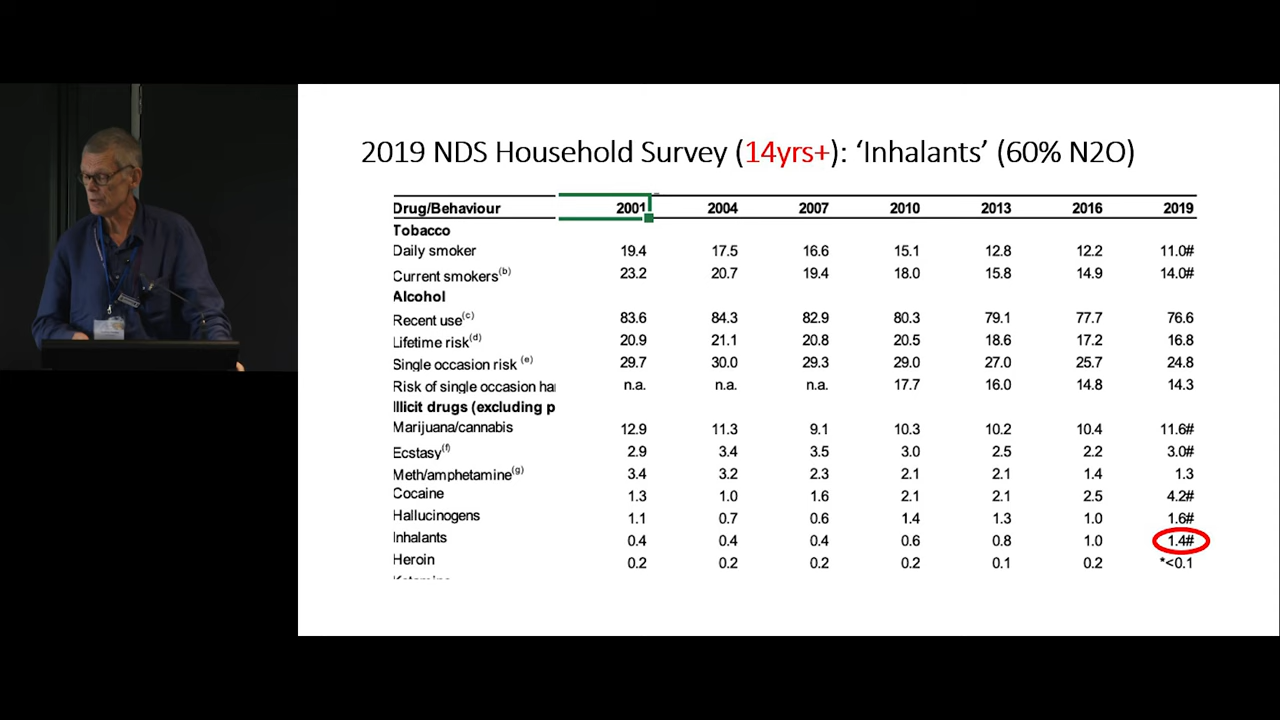 2019 NDS Household Survey (14yrs+): ‘Inhalants’ (60% N2O)
Drug/Behaviour 2001 2004 2007 2010 2013 2016 2019
Tobacco
Daily smoker 19.4 17.5 16.6 15.1 12.8 12.2 11.0#
Current smokers(b) 23.2 20.7 19.4 18.0 15.8 14.9 14.0#
Alcohol
Recent use(c) 83.6 84.3 82.9 80.3 79.1 77.7 76.6
Lifetime risk(d) 20.9 21.1 20.8 20.5 18.6 17.2 16.8
Single occasion risk (e) 29.7 30.0 29.3 29.0 27.0 25.7 24.8
Risk of single occasion ha n.a. n.a. n.a. 17.7 16.0 14.8 14.3
Illicit drugs (excluding p
Marijuana/cannabis 12.9 11.3 9.1 10.3 10.2 10.4 11.6#
Ecstasy(f) 2.9 3.4 3.5 3.0 2.5 2.2 3.0#
Meth/amphetamine(g) 3.4 3.2 2.3 2.1 2.1 1.4 1.3
Cocaine 1.3 1.0 1.6 2.1 2.1 2.5 4.2#
Hallucinogens 1.1 0.7 0.6 1.4 1.3 1.0 1.6#
Inhalants 0.4 0.4 0.4 0.6 0.8 1.0 1.4#
Heroin 0.2 0.2 0.2 0.2 0.1 0.2 *<0.1